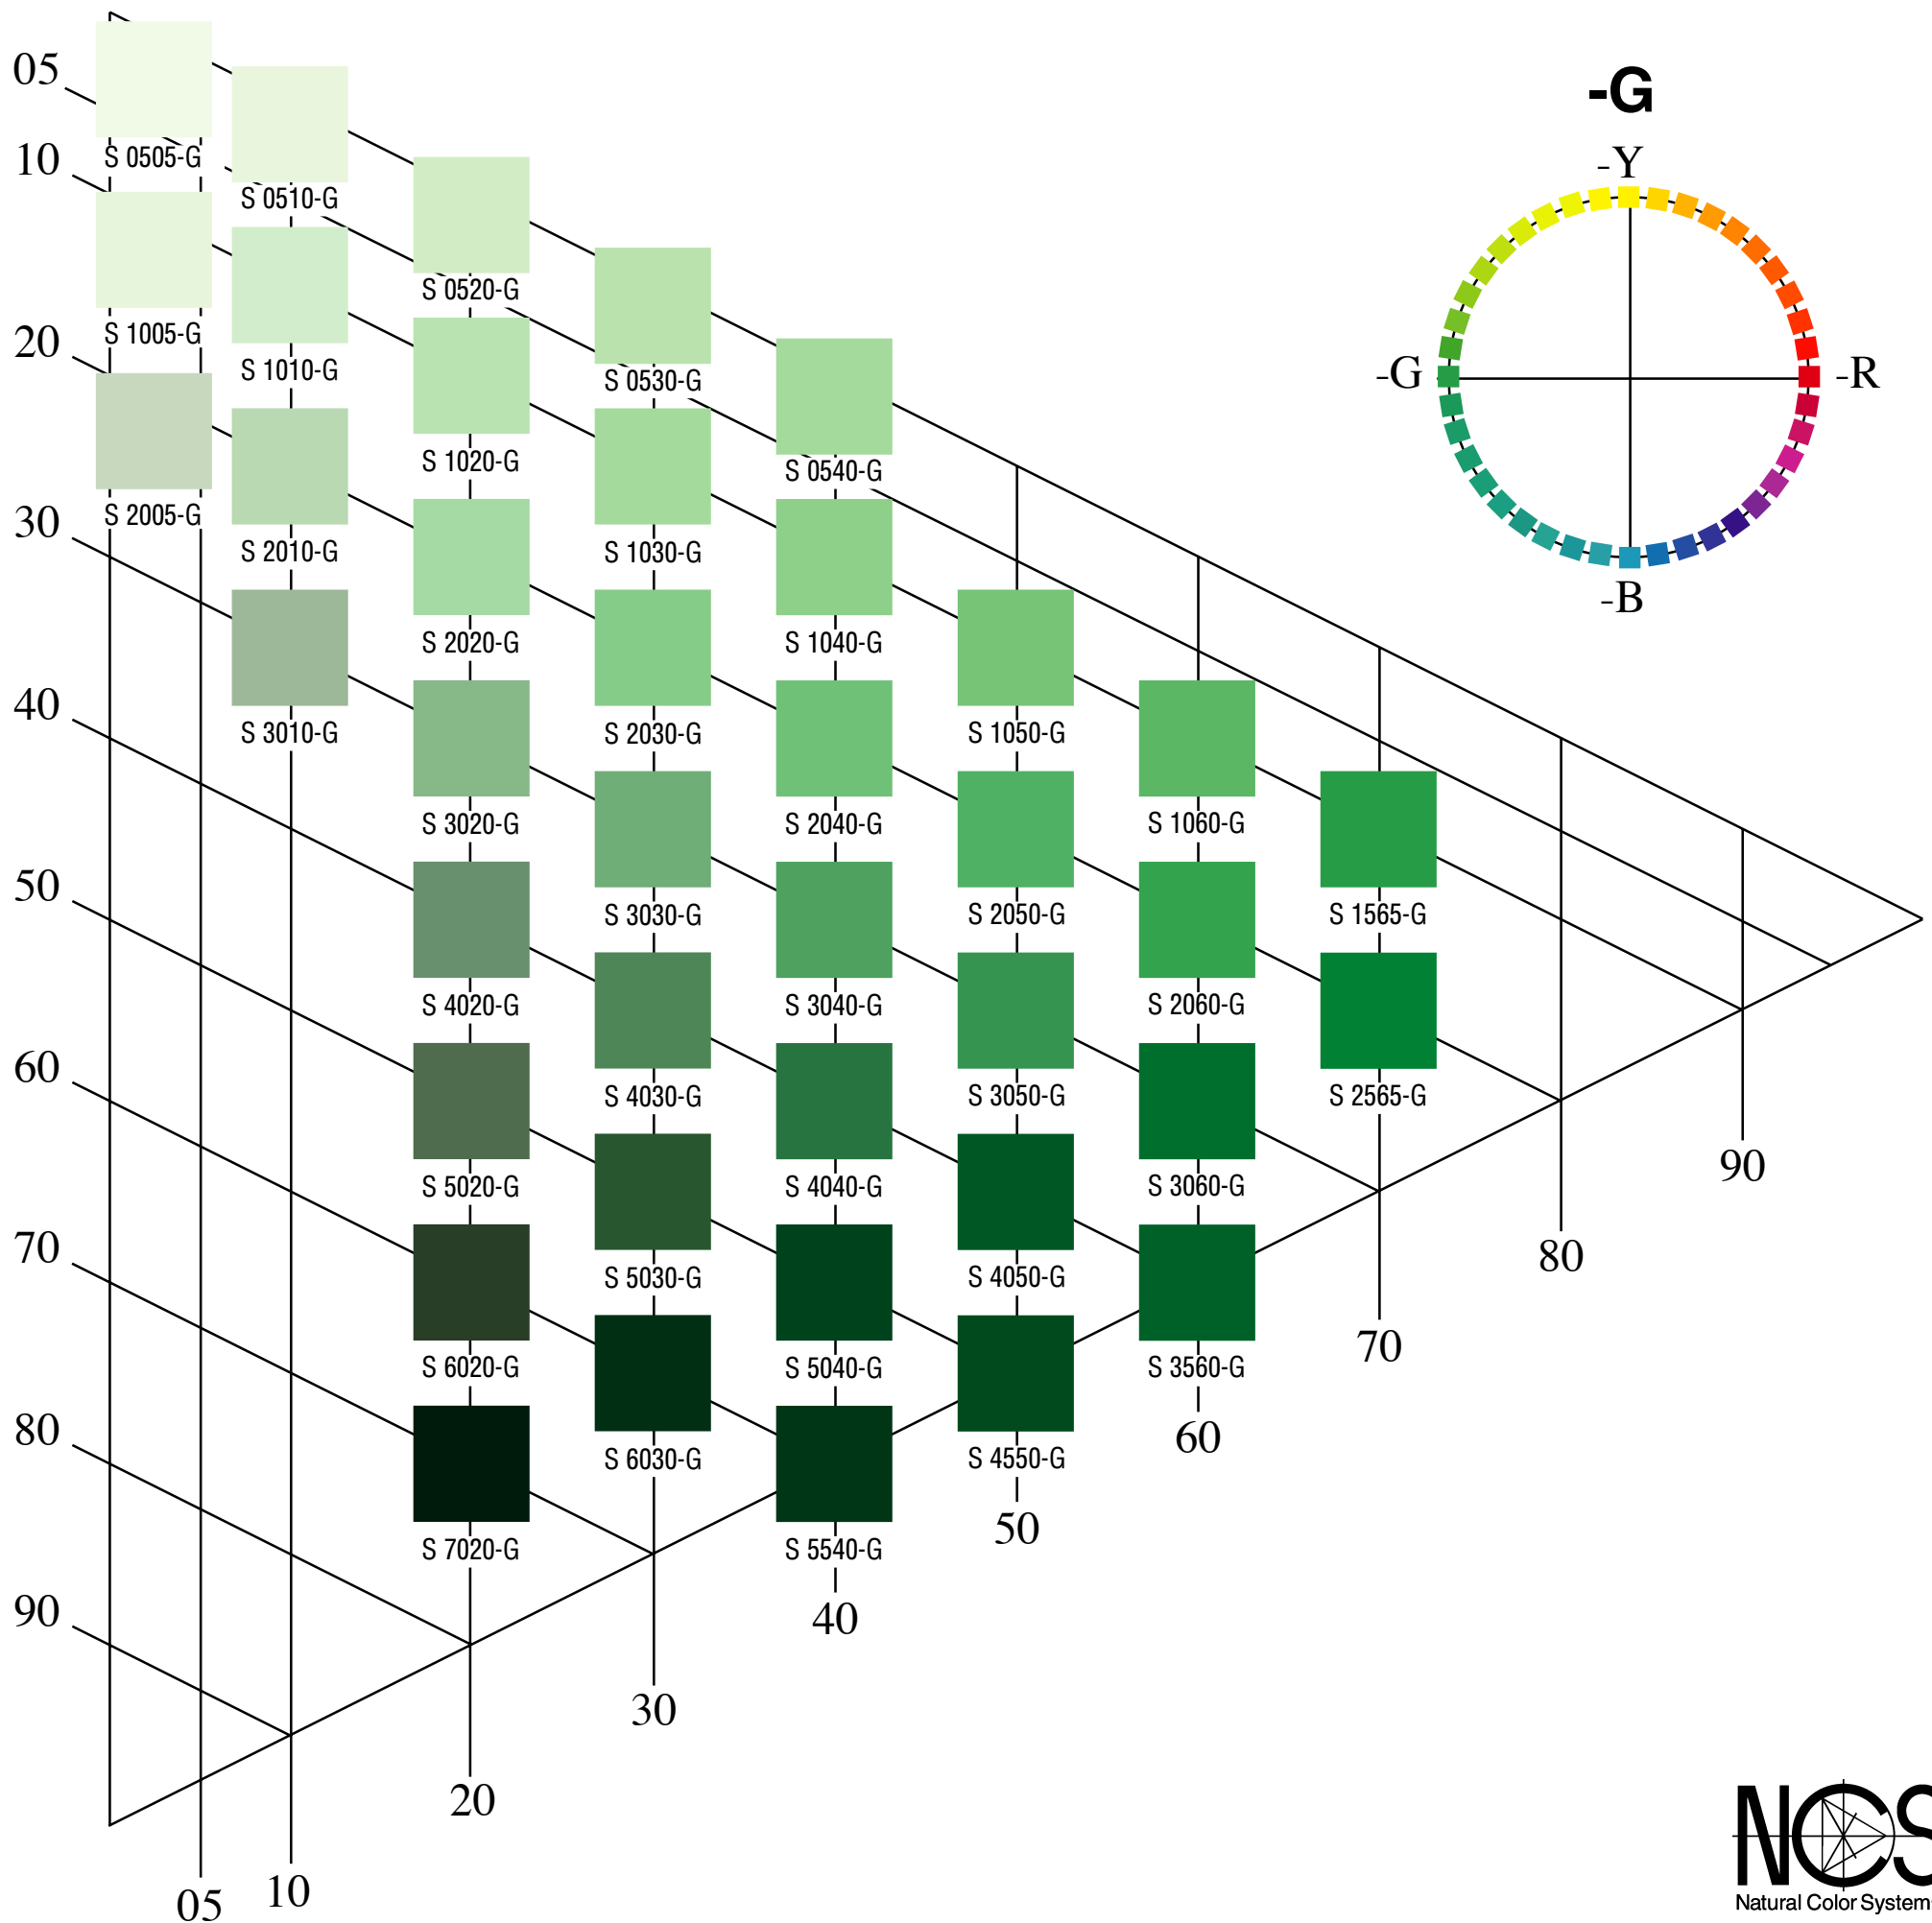 -G
-Y
-G
-R
-B
05
10
20
30
40
50
60
70
80
90
S 0505-G
S 0510-G
S 0520-G
S 0530-G
S 0540-G
S 1005-G
S 1010-G
S 1020-G
S 1030-G
S 1040-G
S 1050-G
S 1060-G
S 1565-G
S 2005-G
S 2010-G
S 2020-G
S 2030-G
S 2040-G
S 2050-G
S 2060-G
S 2565-G
S 3010-G
S 3020-G
S 3030-G
S 3040-G
S 3050-G
S 3060-G
S 3560-G
S 4020-G
S 4030-G
S 4040-G
S 4050-G
S 4550-G
S 5020-G
S 5030-G
S 5040-G
S 5540-G
S 6020-G
S 6030-G
S 7020-G
05
10
20
30
40
50
60
70
80
90
NCS
Natural Color System